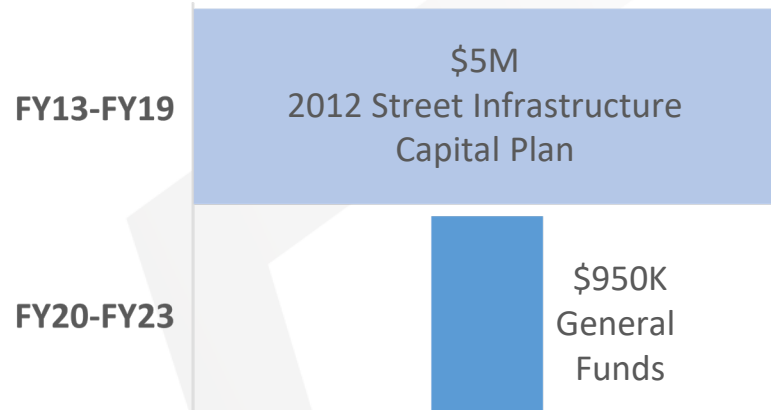 FY13-FY19
$5M
2012 Street Infrastructure
Capital Plan
FY20-FY23
$950K
General
Funds